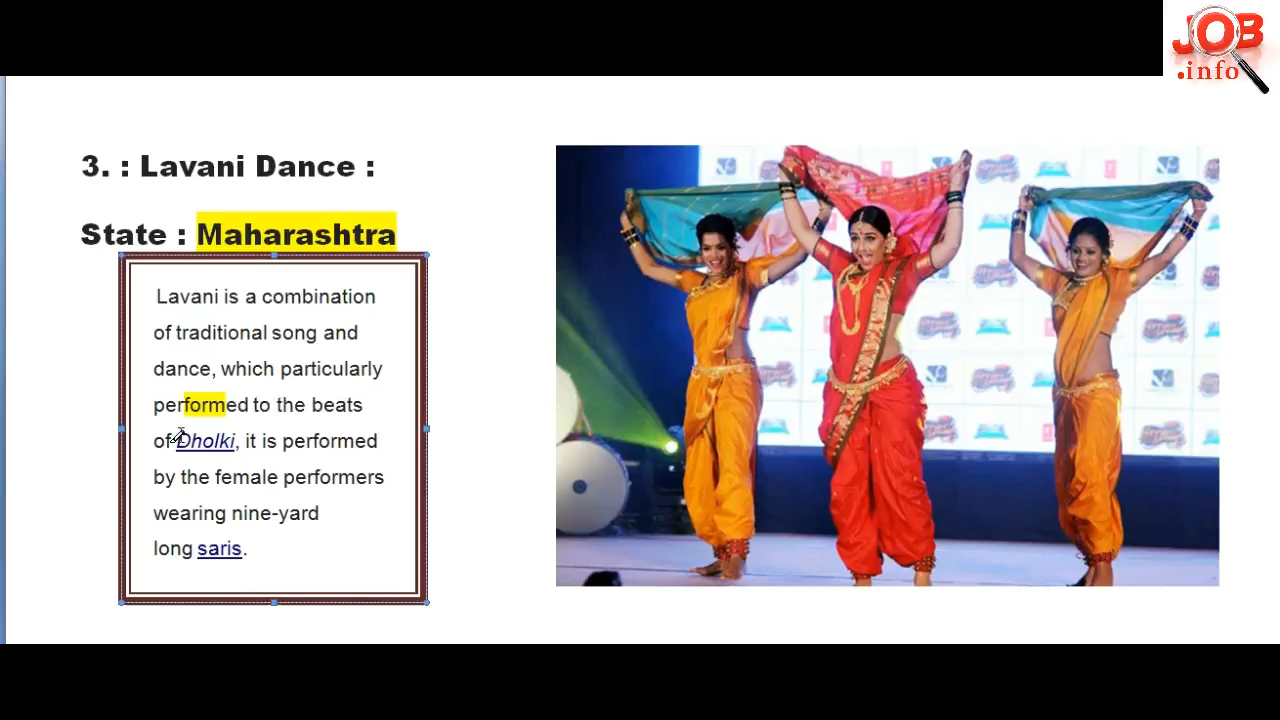 JOB
.info
3. : Lavani Dance :
State : Maharashtra
Lavani is a combination
of traditional song and
dance, which particularly
performed to the beats
of Dholki, it is performed
by the female performers
wearing nine-yard
long saris.